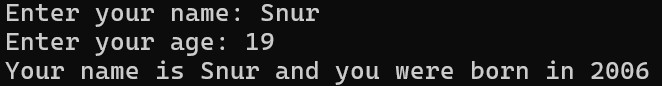 Enter your name: Snur
Enter your age: 19
Your name is Snur and you were born in 2006